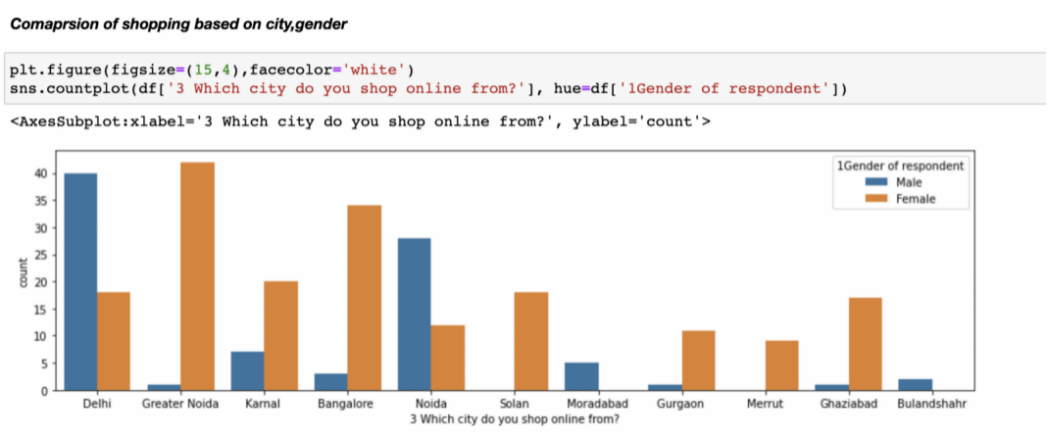 Comaprsion of shopping based on city,gender
plt.figure(figsize=(15,4),facecolor='white')
sns.countplot(df['3 Which city do you shop online from?'], hue=df['1Gender of respondent'])
<AxesSubplot:xlabel='3 Which city do you shop online from?', ylabel='count'>
1Gender of respondent
Male
Female
40
35
30
25
20
15
10
5
0
count
Delhi Greater Noida Karnal Bangalore Noida Solan Moradabad Gurgaon Merrut Ghaziabad Bulandshahr
3 Which city do you shop online from?